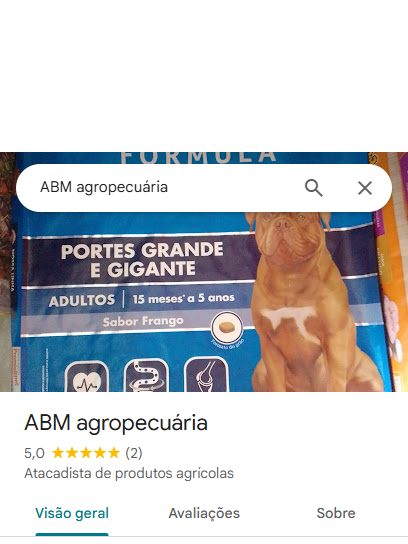 FORMULA
ABM agropecuária
PORTES GRANDE
E GIGANTE
ADULTOS | 15 meses a 5 anos
Sabor Frango
ABM agropecuária
5,0 ★★★★★ (2)
Atacadista de produtos agrícolas
Visão geral Avaliações Sobre